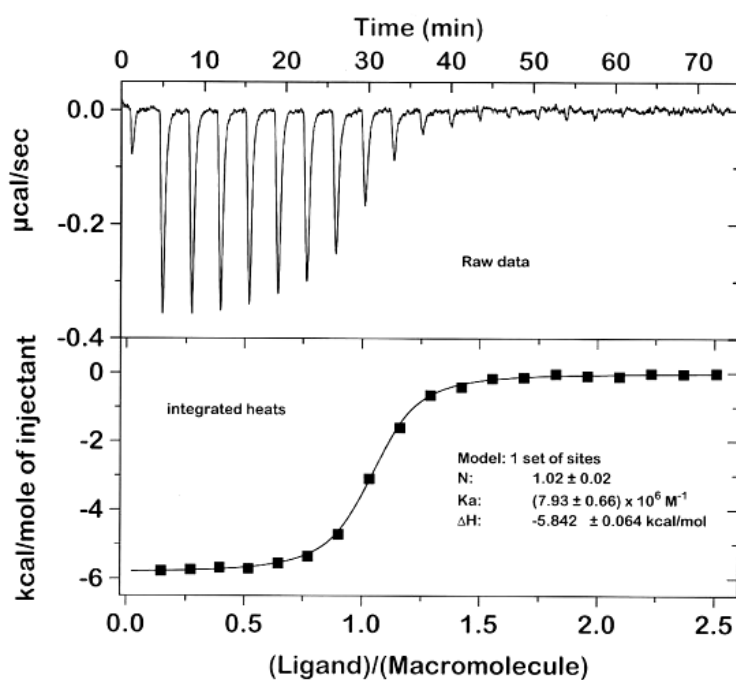 Time (min)
0 10 20 30 40 50 60 70
0.0
-0.2
-0.4
µcal/sec
Raw data
0
-2
-4
-6
kcal/mole of injectant
integrated heats
Model: 1 set of sites
N: 1.02 ± 0.02
Ka: (7.93 ± 0.66) x 10⁶ M⁻¹
ΔH: -5.842 ± 0.064 kcal/mol
0.0 0.5 1.0 1.5 2.0 2.5
(Ligand)/(Macromolecule)